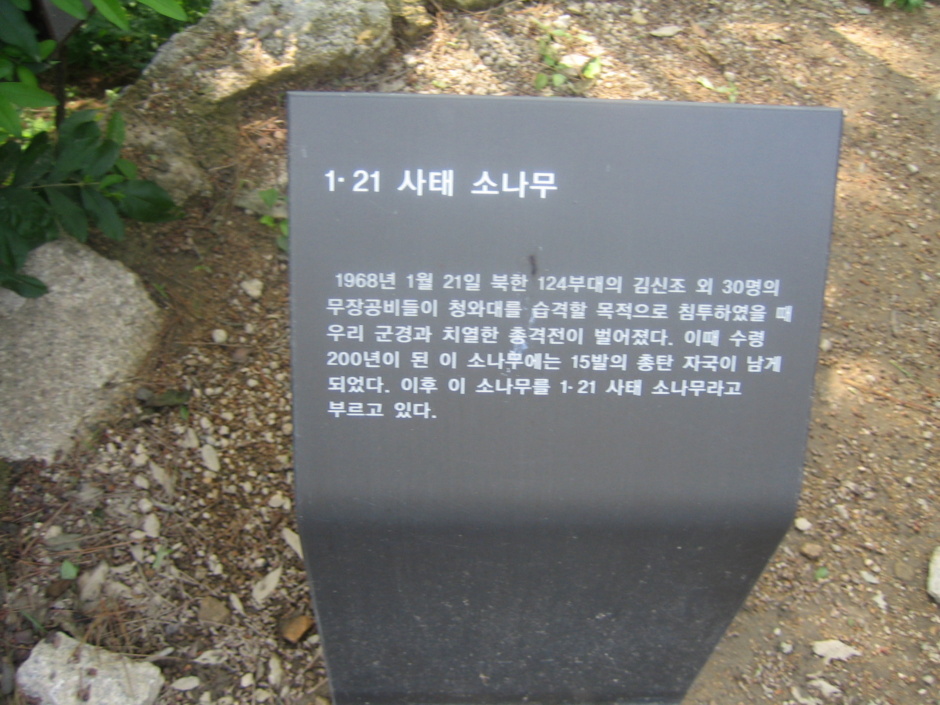 1·21 사태 소나무
1968년 1월 21일 북한 124부대의 김신조 외 30명의
무장공비들이 청와대를 습격할 목적으로 침투하였을 때
우리 군경과 치열한 총격전이 벌어졌다. 이때 수령
200년이 된 이 소나무에는 15발의 총탄 자국이 남게
되었다. 이후 이 소나무를 1·21 사태 소나무라고
부르고 있다.